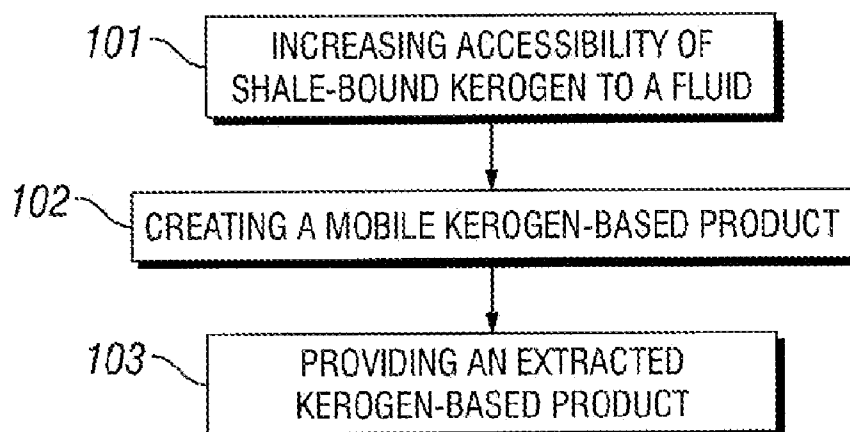 101
INCREASING ACCESSIBILITY OF
SHALE-BOUND KEROGEN TO A FLUID
102
CREATING A MOBILE KEROGEN-BASED PRODUCT
103
PROVIDING AN EXTRACTED
KEROGEN-BASED PRODUCT